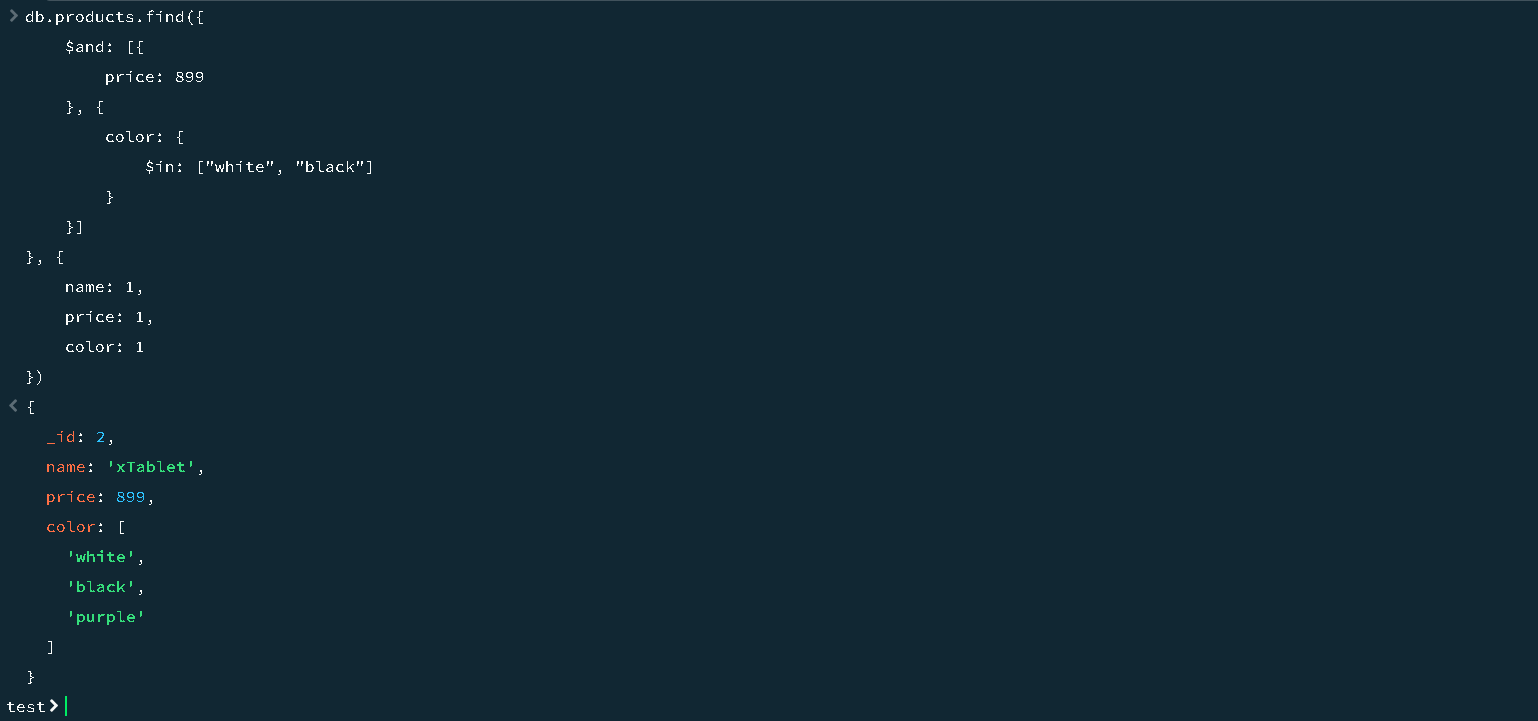 > db.products.find({
$and: [{
price: 899
}, {
color: {
$in: ["white", "black"]
}
}]
}, {
name: 1,
price: 1,
color: 1
})
< {
_id: 2,
name: 'xTablet',
price: 899,
color: [
'white',
'black',
'purple'
]
}
test>